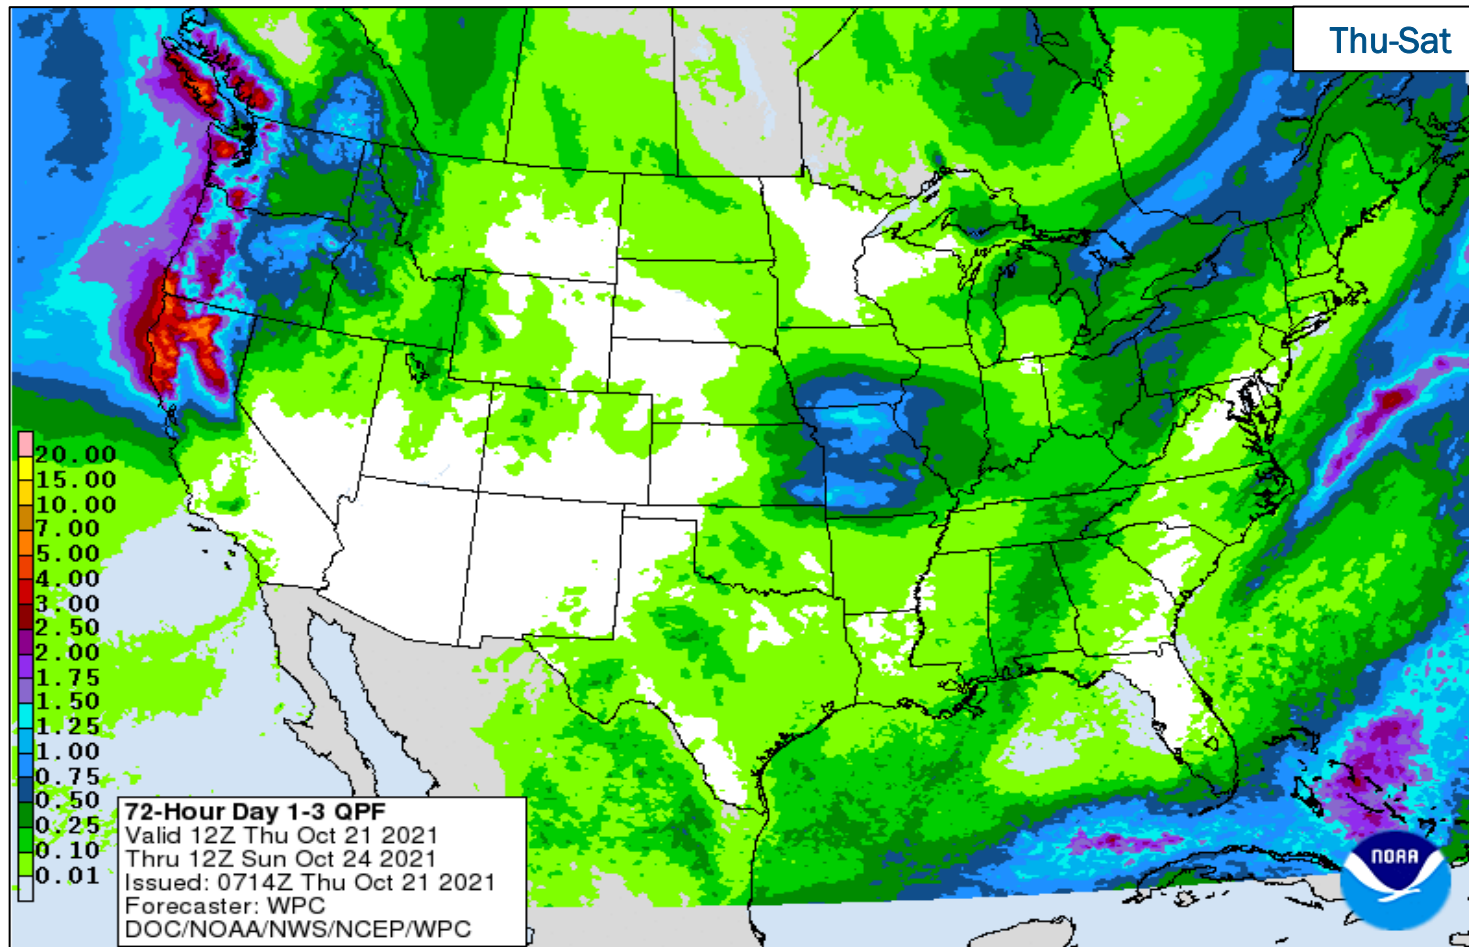 Thu-Sat
20.00
15.00
10.00
7.00
5.00
4.00
3.00
2.50
2.00
1.75
1.50
1.25
1.00
0.75
0.50
0.25
0.10
0.01
72-Hour Day 1-3 QPF
Valid 12Z Thu Oct 21 2021
Thru 12Z Sun Oct 24 2021
Issued: 0714Z Thu Oct 21 2021
Forecaster: WPC
DOC/NOAA/NWS/NCEP/WPC
NOAA